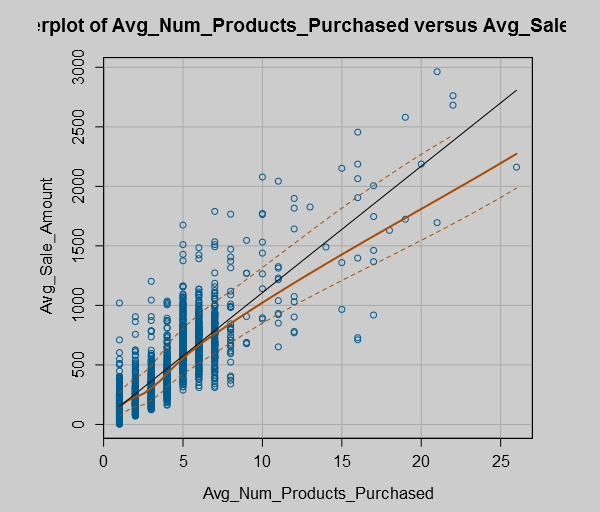 erplot of Avg_Num_Products_Purchased versus Avg_Sale
3000
2500
2000
1500
1000
500
0
Avg_Sale_Amount
0 5 10 15 20 25
Avg_Num_Products_Purchased